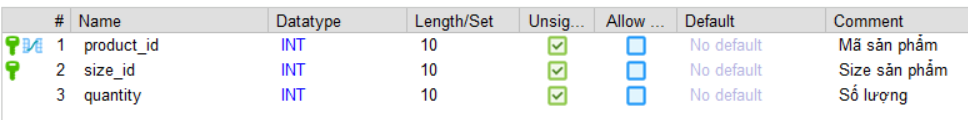 # Name Datatype Length/Set Unsig... Allow ... Default Comment
1 product_id INT 10 No default Mã sản phẩm
2 size_id INT 10 No default Size sản phẩm
3 quantity INT 10 No default Số lượng